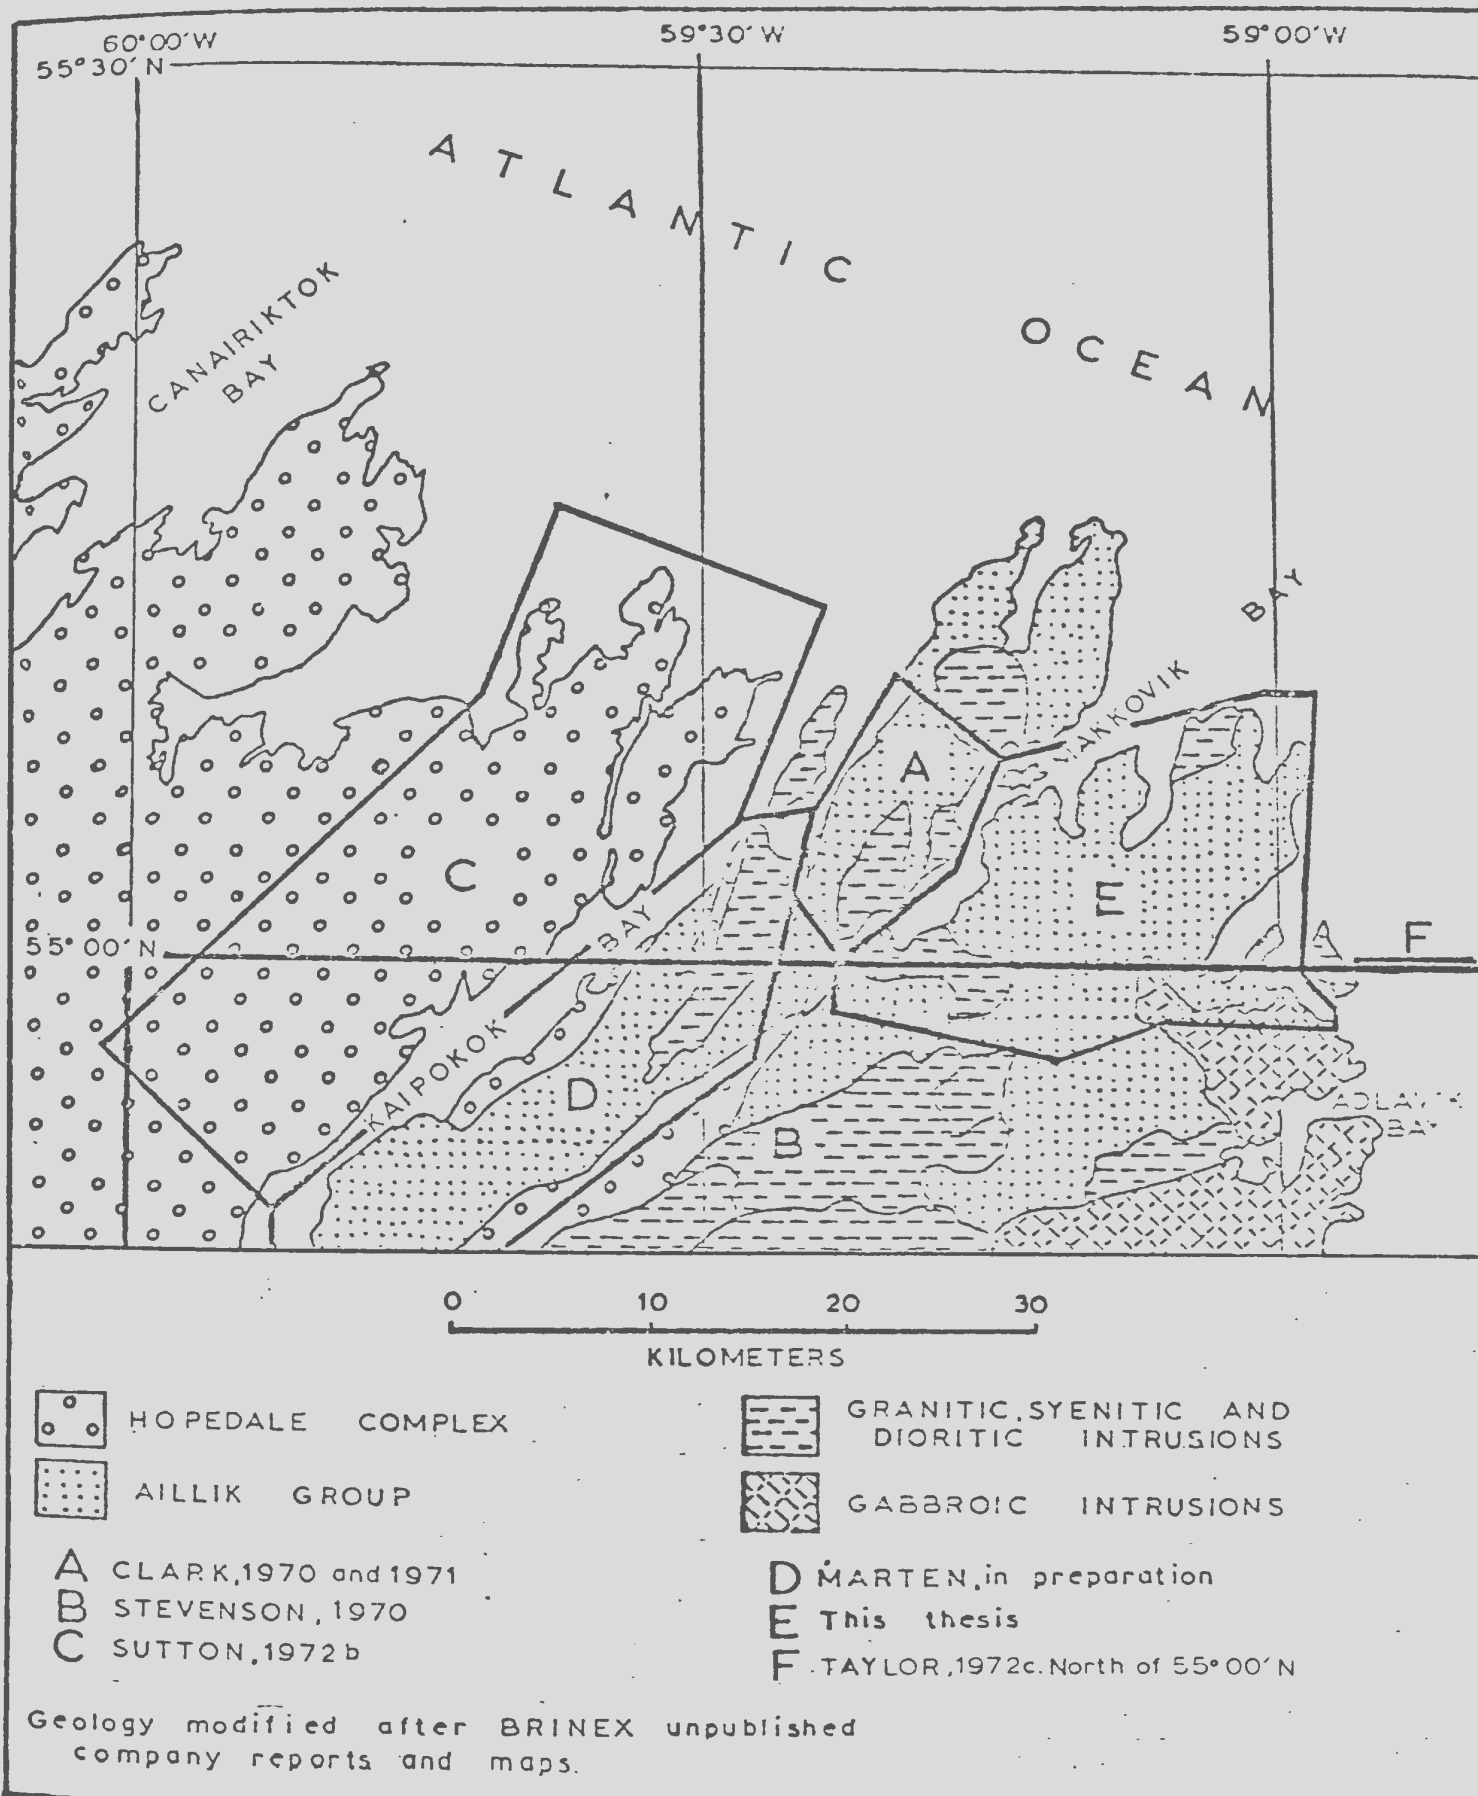 60°00′W 59°30′W 59°00′W
55°30′N
ATLANTIC OCEAN
CANAIRIKTOK
BAY
BAY
A
C
E
55°00′N
BAY
A
F
KAIPOKOK
D
B
ADLAVIK
BAY
0 10 20 30
KILOMETERS
HOPEDALE COMPLEX
AILLIK GROUP
GRANITIC, SYENITIC AND
DIORITIC INTRUSIONS
GABBROIC INTRUSIONS
A CLARK, 1970 and 1971
B STEVENSON, 1970
C SUTTON, 1972b
D MARTEN, in preparation
E This thesis
F TAYLOR, 1972c. North of 55°00′N
Geology modified after BRINEX unpublished
company reports and maps.